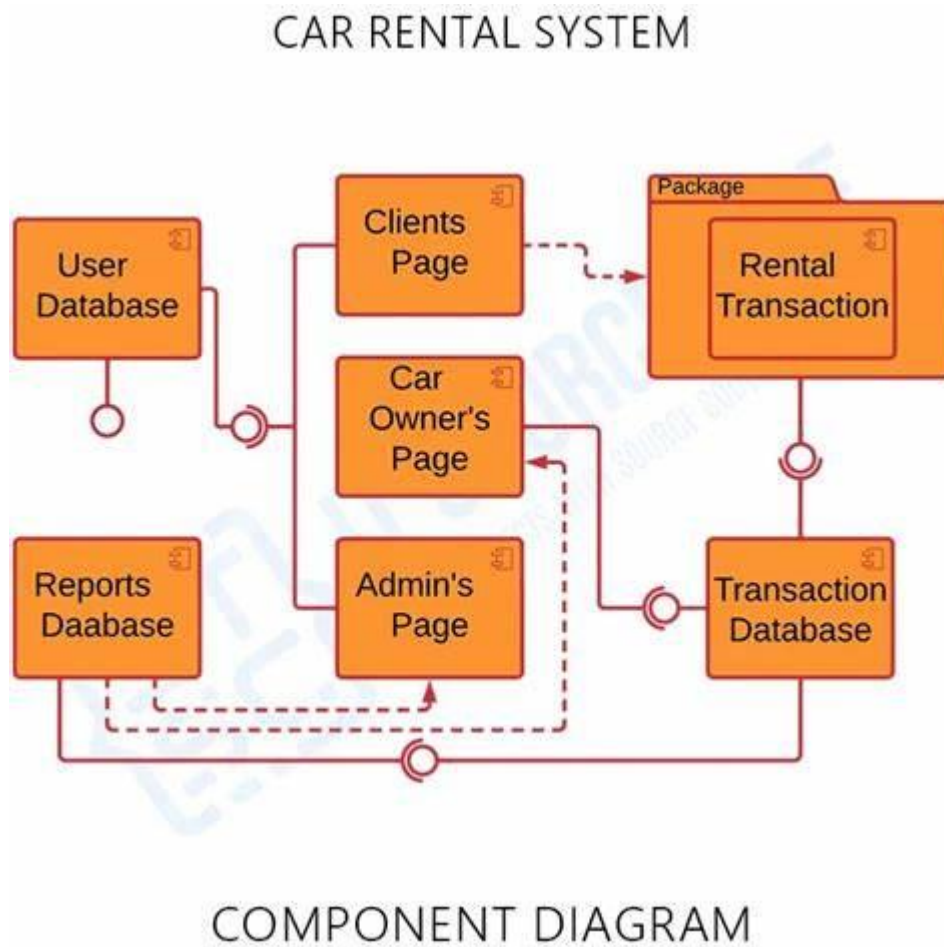 CAR RENTAL SYSTEM
Clients
Page
Package
User
Database
Rental
Transaction
Car
Owner's
Page
Reports
Daabase
Admin's
Page
Transaction
Database
COMPONENT DIAGRAM